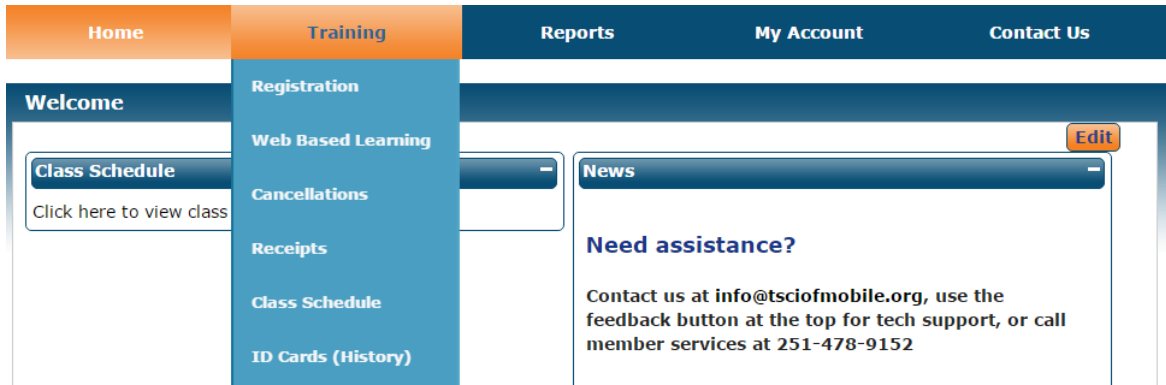 Home Training Reports My Account Contact Us
Registration
Web Based Learning
Cancellations
Receipts
Class Schedule
ID Cards (History)
Welcome
Edit
Class Schedule
Click here to view class
News
Need assistance?
Contact us at info@tsciofmobile.org, use the
feedback button at the top for tech support, or call
member services at 251-478-9152